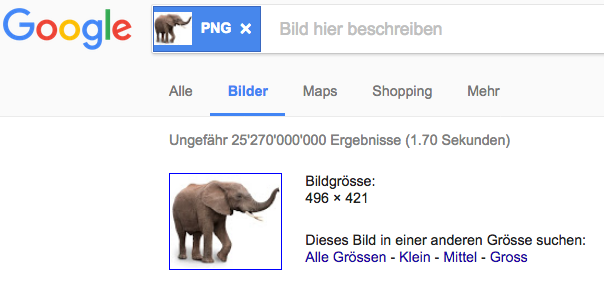 Google PNG × Bild hier beschreiben
Alle Bilder Maps Shopping Mehr
Ungefähr 25'270'000'000 Ergebnisse (1.70 Sekunden)
Bildgrösse:
496 × 421
Dieses Bild in einer anderen Grösse suchen:
Alle Grössen - Klein - Mittel - Gross